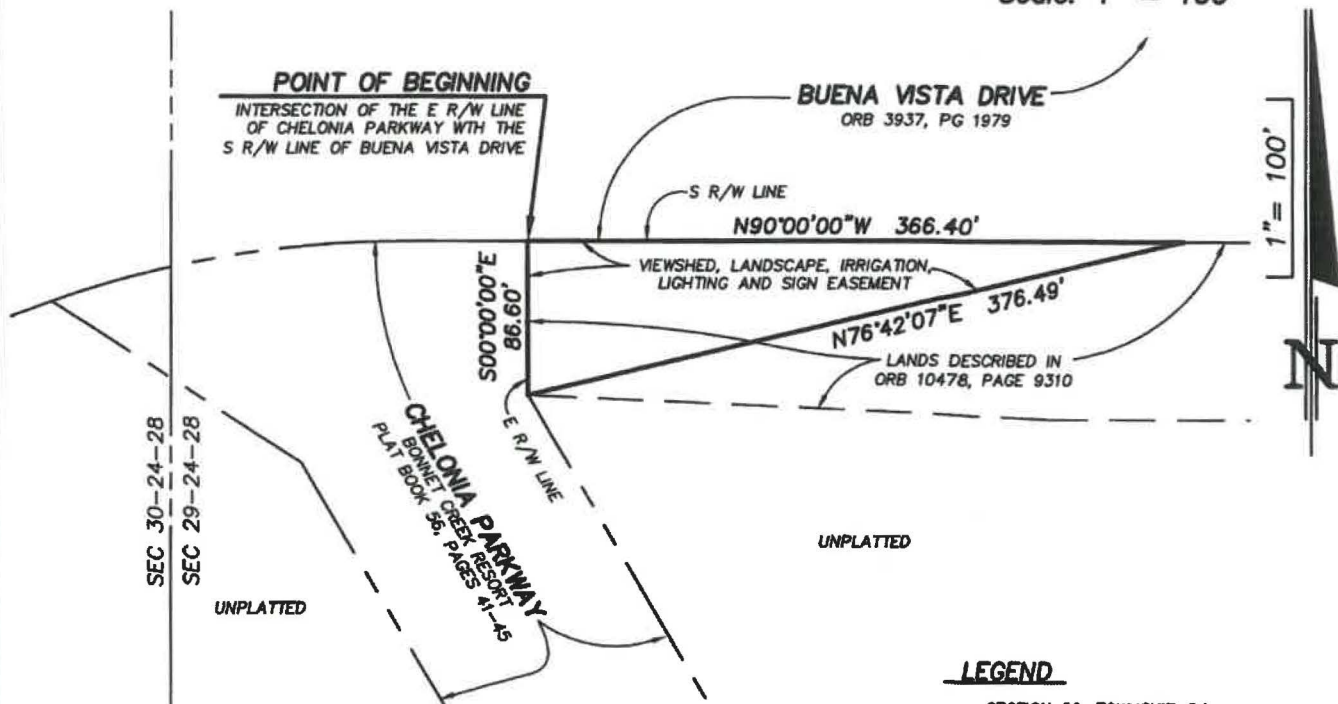 POINT OF BEGINNING
INTERSECTION OF THE E R/W LINE
OF CHELONIA PARKWAY WTH THE
S R/W LINE OF BUENA VISTA DRIVE
BUENA VISTA DRIVE
ORB 3937, PG 1979
1"= 100'
S R/W LINE
N90°00'00"W 366.40'
VIEWSHED, LANDSCAPE, IRRIGATION,
LIGHTING AND SIGN EASEMENT
S00°00'00"E
86.60'
N76°42'07"E 376.49'
LANDS DESCRIBED IN
ORB 10478, PAGE 9310
N
E R/W LINE
CHELONIA PARKWAY
BONNET CREEK RESORT
PLAT BOOK 56, PAGES 41-45
SEC 30-24-28
SEC 29-24-28
UNPLATTED
UNPLATTED
LEGEND